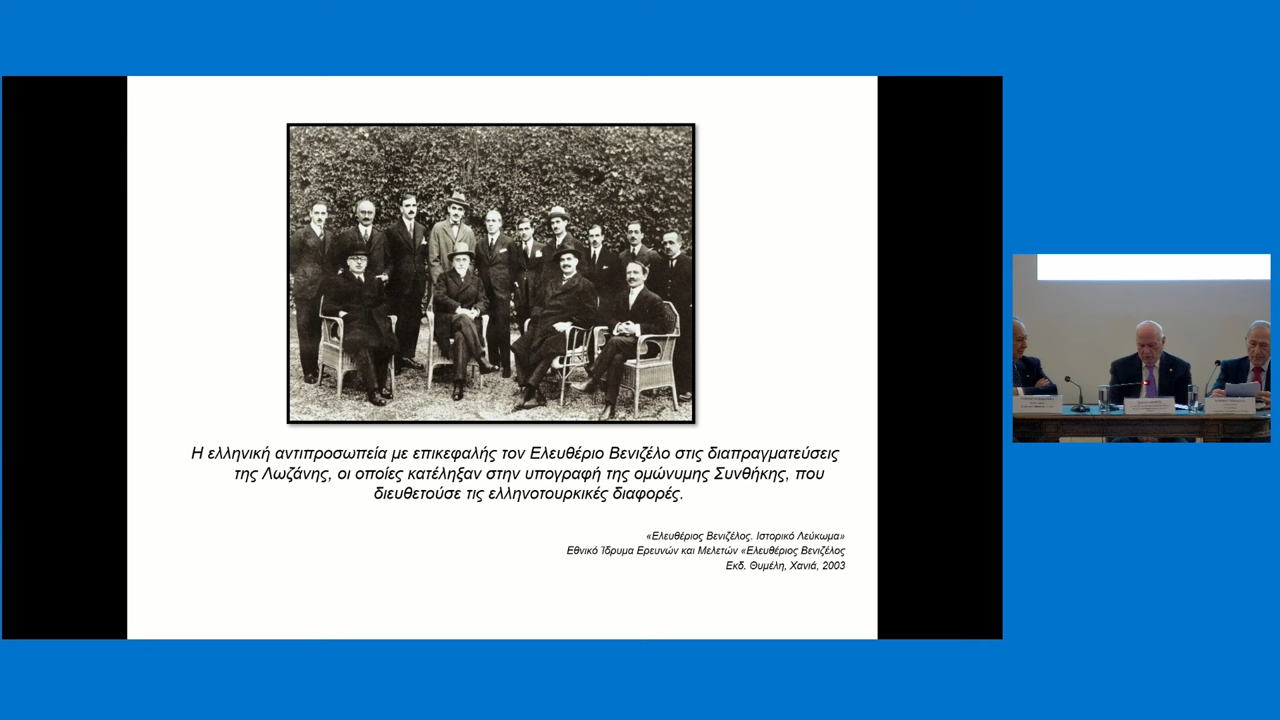 Η ελληνική αντιπροσωπεία με επικεφαλής τον Ελευθέριο Βενιζέλο στις διαπραγματεύσεις
της Λωζάνης, οι οποίες κατέληξαν στην υπογραφή της ομώνυμης Συνθήκης, που
διευθετούσε τις ελληνοτουρκικές διαφορές.
«Ελευθέριος Βενιζέλος. Ιστορικό Λεύκωμα»
Εθνικό Ίδρυμα Ερευνών και Μελετών «Ελευθέριος Βενιζέλος
Εκδ. Θυμέλη, Χανιά, 2003